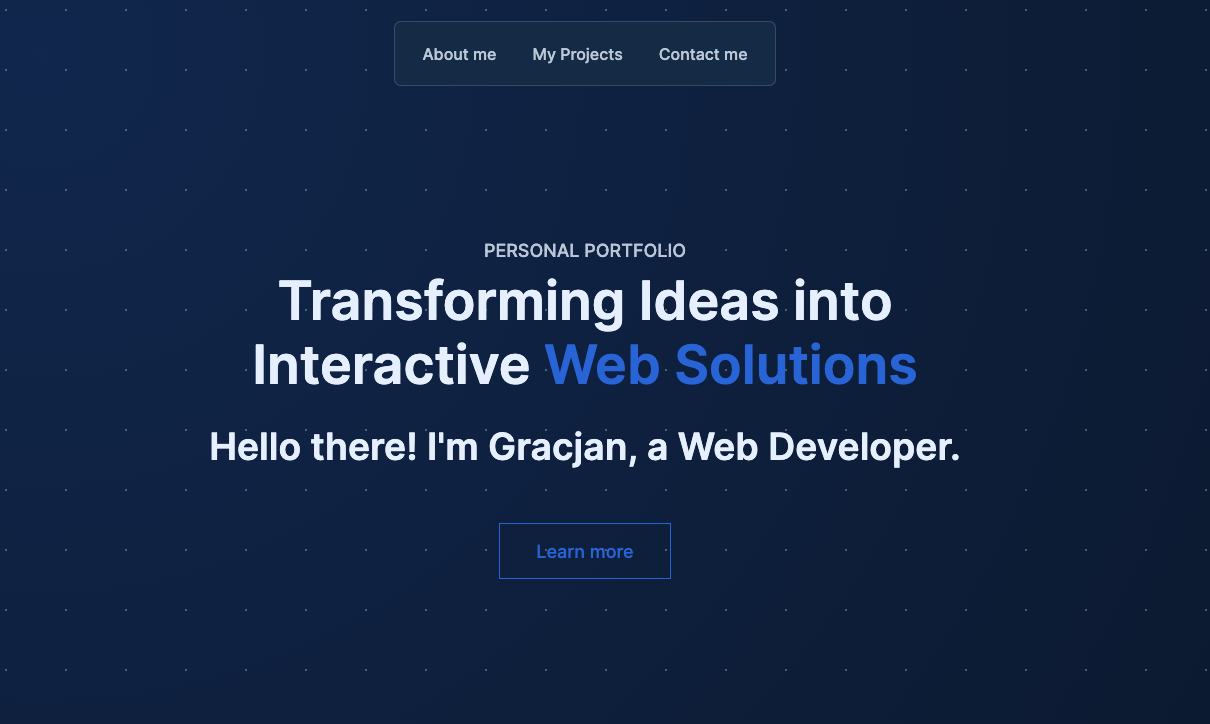 About me My Projects Contact me
PERSONAL PORTFOLIO
Transforming Ideas into
Interactive Web Solutions
Hello there! I'm Gracjan, a Web Developer.
Learn more